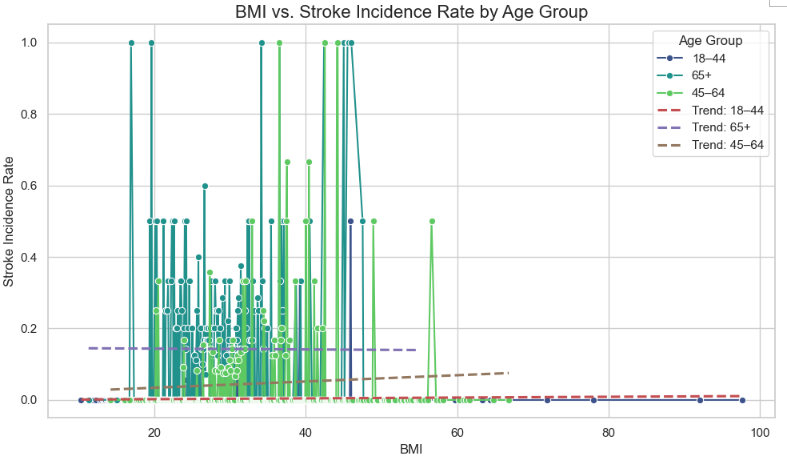 BMI vs. Stroke Incidence Rate by Age Group
Age Group
18–44
65+
45–64
Trend: 18–44
Trend: 65+
Trend: 45–64
Stroke Incidence Rate
1.0
0.8
0.6
0.4
0.2
0.0
20
40
60
80
100
BMI